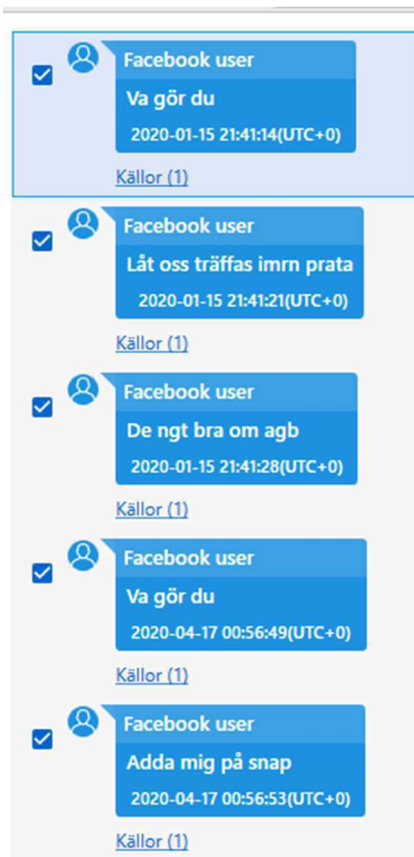 Facebook user
Va gör du
2020-01-15 21:41:14(UTC+0)
Källor (1)
Facebook user
Låt oss träffas imrn prata
2020-01-15 21:41:21(UTC+0)
Källor (1)
Facebook user
De ngt bra om agb
2020-01-15 21:41:28(UTC+0)
Källor (1)
Facebook user
Va gör du
2020-04-17 00:56:49(UTC+0)
Källor (1)
Facebook user
Adda mig på snap
2020-04-17 00:56:53(UTC+0)
Källor (1)